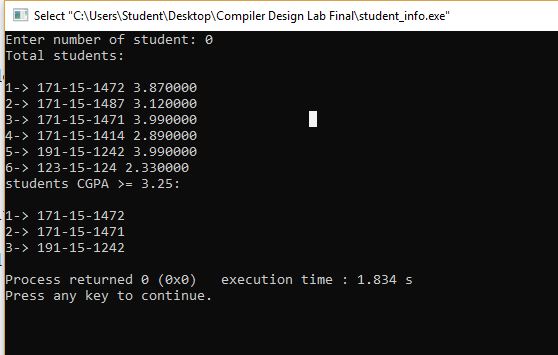 Select "C:\Users\Student\Desktop\Compiler Design Lab Final\student_info.exe"
Enter number of student: 0
Total students:
1-> 171-15-1472 3.870000
2-> 171-15-1487 3.120000
3-> 171-15-1471 3.990000
4-> 171-15-1414 2.890000
5-> 191-15-1242 3.990000
6-> 123-15-124 2.330000
students CGPA >= 3.25:
1-> 171-15-1472
2-> 171-15-1471
3-> 191-15-1242
Process returned 0 (0x0)   execution time : 1.834 s
Press any key to continue.